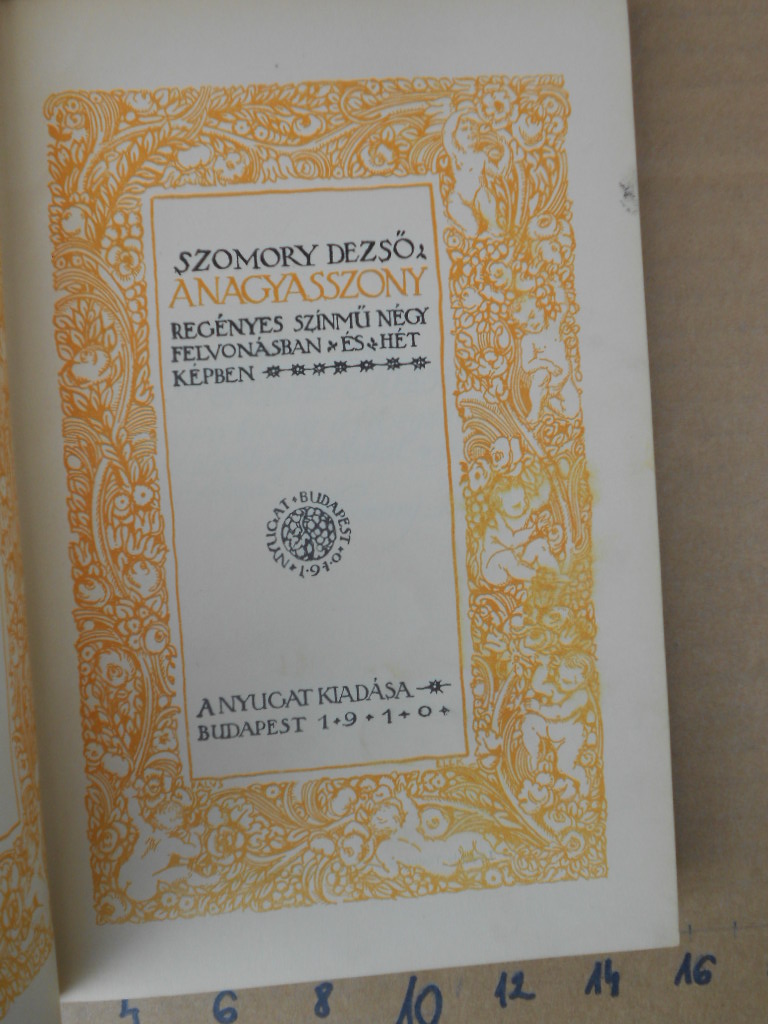 SZOMORY DEZSŐ
A NAGYASSZONY
REGÉNYES SZÍNMŰ NÉGY
FELVONÁSBAN ÉS HÉT
KÉPBEN
NYUGAT BUDAPEST 1910
A NYUGAT KIADÁSA
BUDAPEST 1910
4 6 8 10 12 14 16